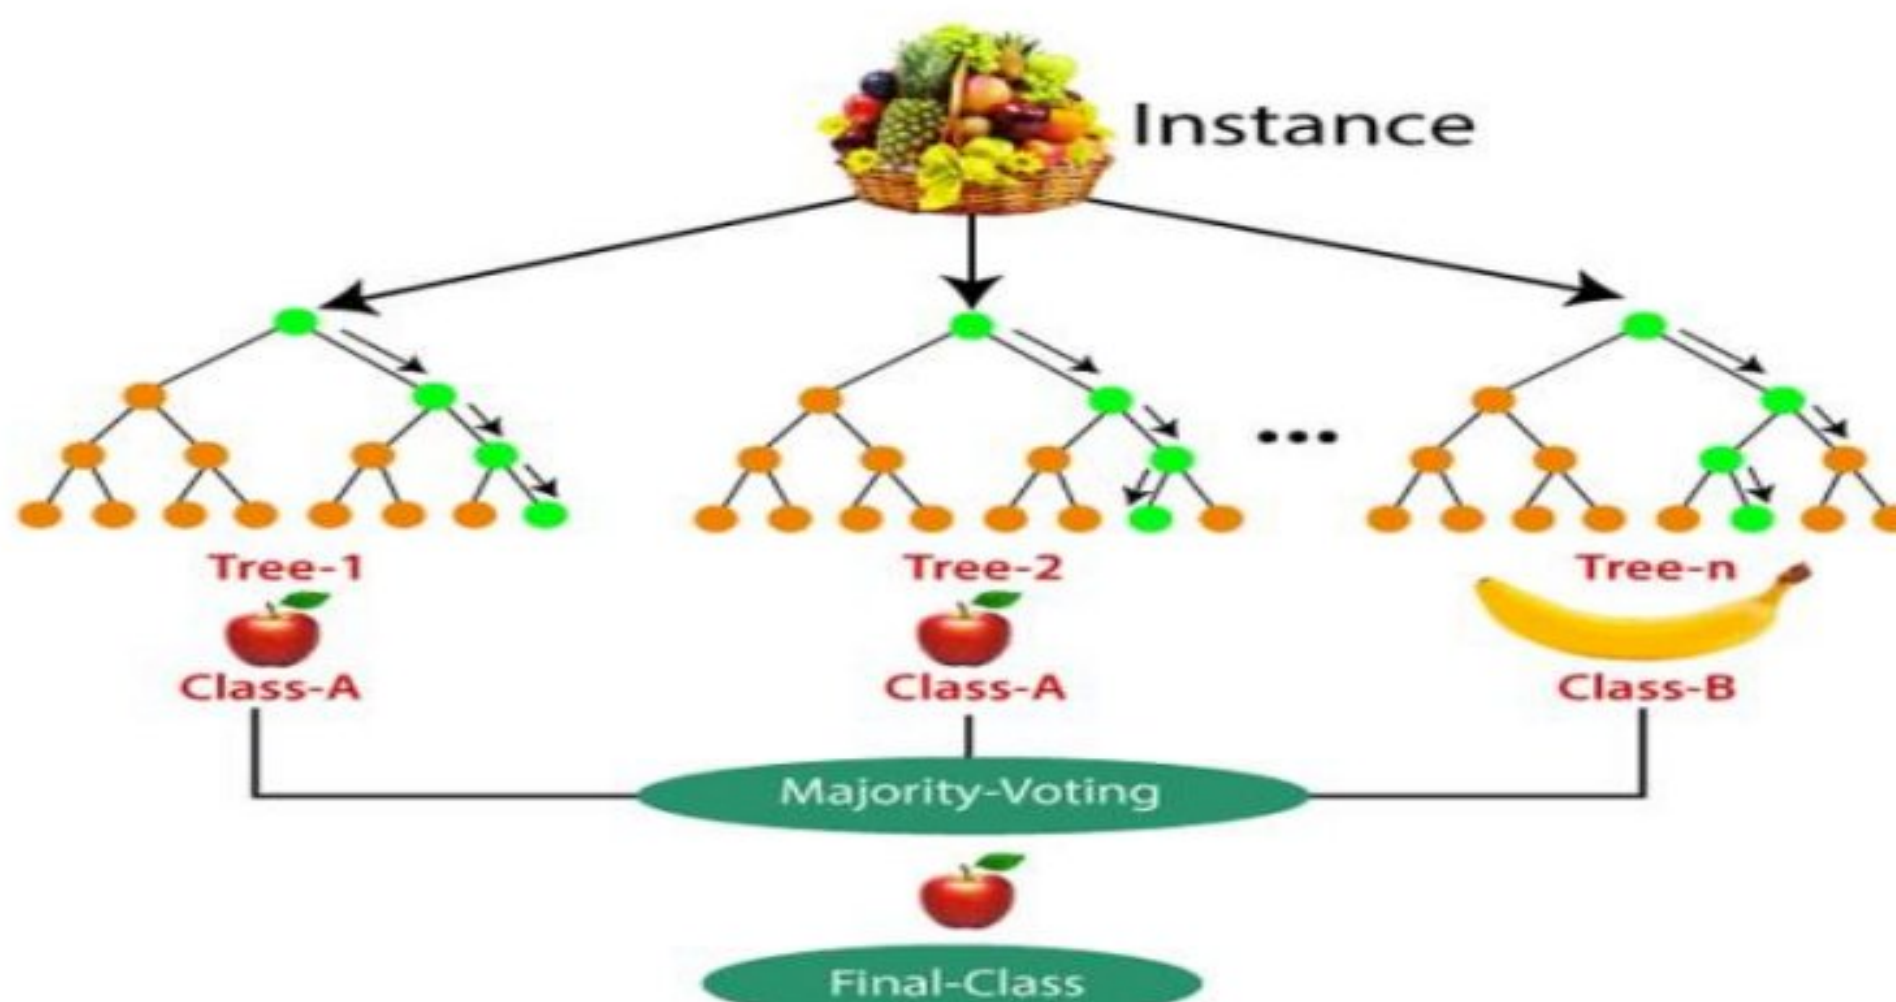 Instance
Tree-1
Tree-2
Tree-n
Class-A
Class-A
Class-B
Majority-Voting
Final-Class